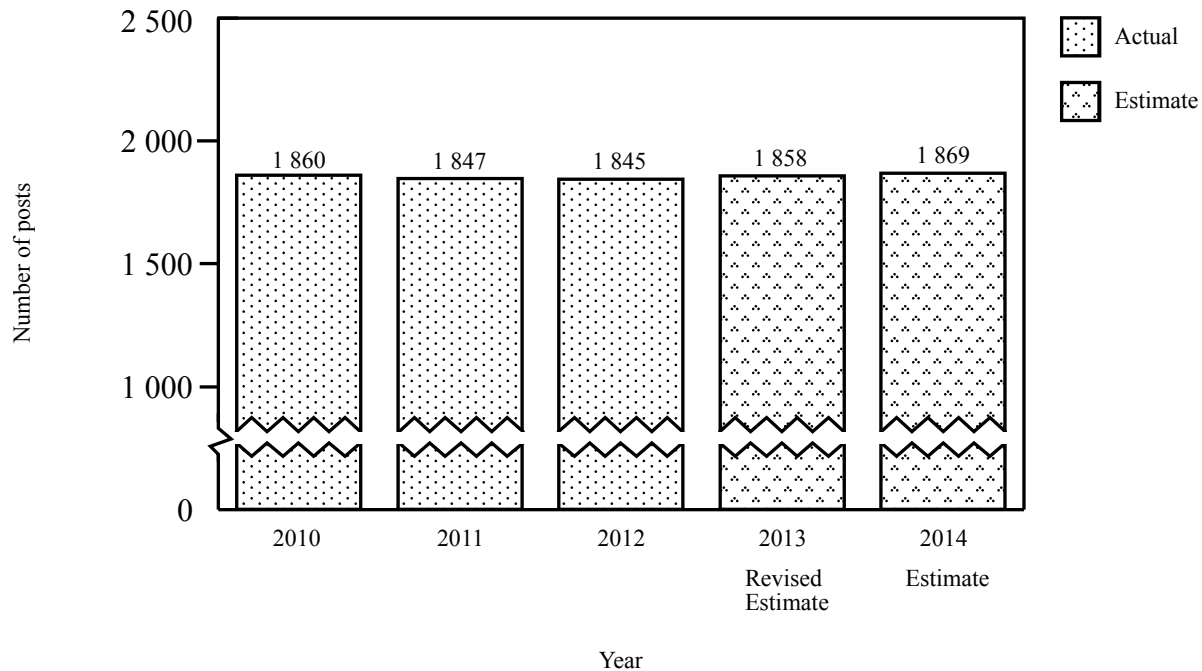 2 500
Actual
Estimate
2 000
1 860
1 847
1 845
1 858
1 869
Number of posts
1 500
1 000
0
2010
2011
2012
2013
2014
Revised
Estimate
Estimate
Year